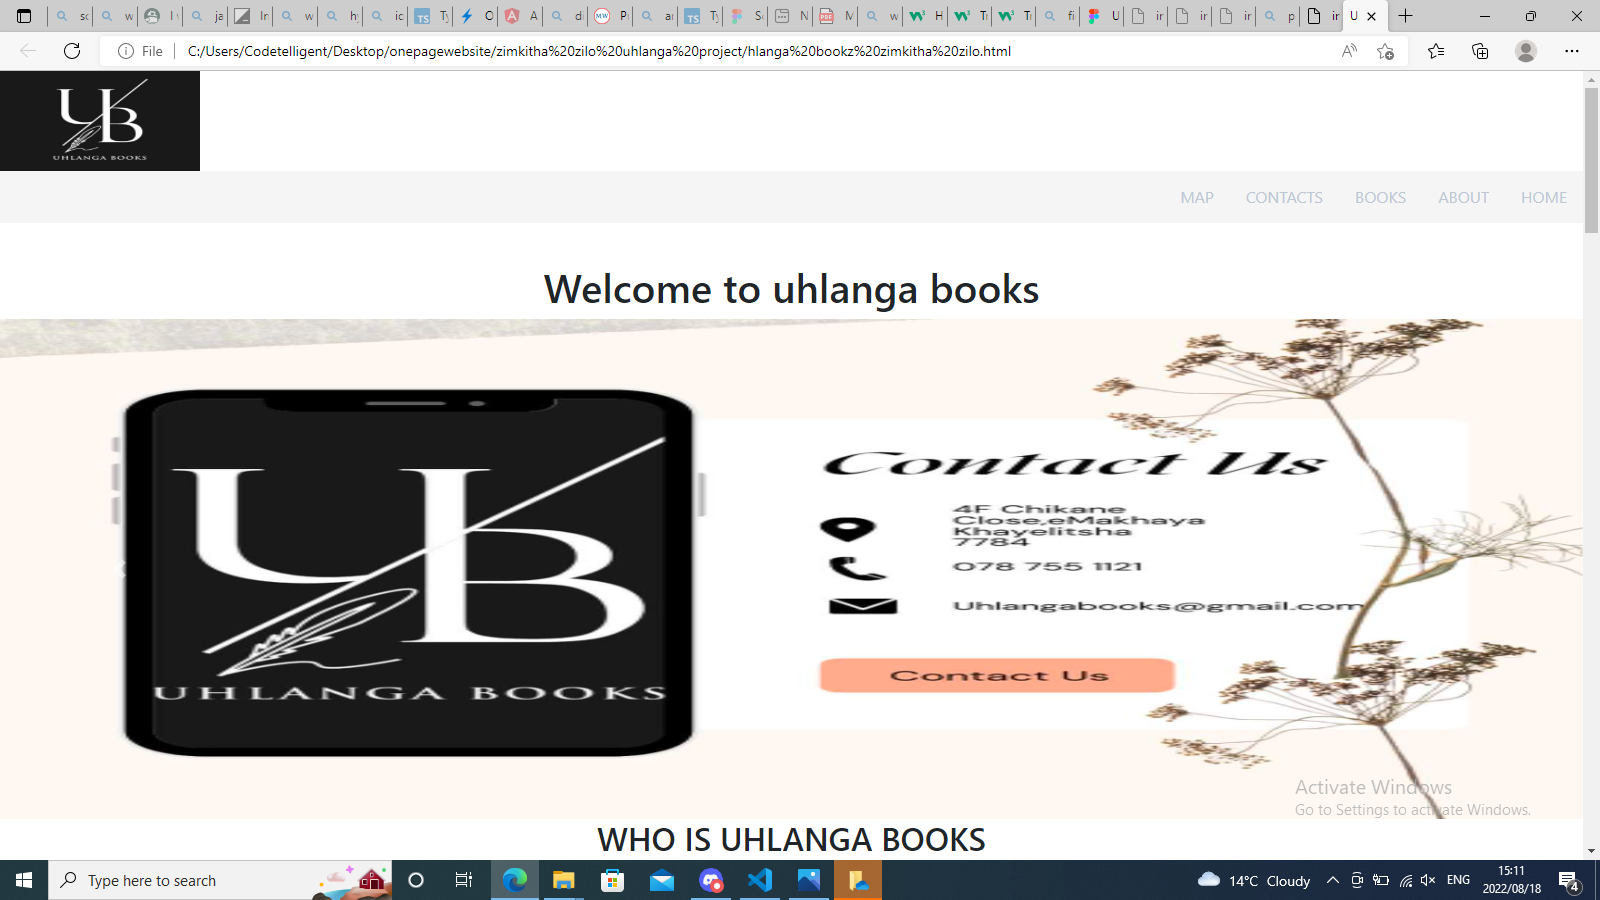 File
C:/Users/Codetelligent/Desktop/onepagewebsite/zimkitha%20zilo%20uhlanga%20project/hlanga%20bookz%20zimkitha%20zilo.html
UB
UHLANGA BOOKS
MAP CONTACTS BOOKS ABOUT HOME
Welcome to uhlanga books
UB
UHLANGA BOOKS
Contact Us
4F Chikane
Close,eMakhaya
Khayelitsha
7784
078 755 1121
Uhlangabooks@gmail.com
Contact Us
Activate Windows
Go to Settings to activate Windows.
WHO IS UHLANGA BOOKS
Type here to search
14°C Cloudy
ENG
15:11
2022/08/18
4